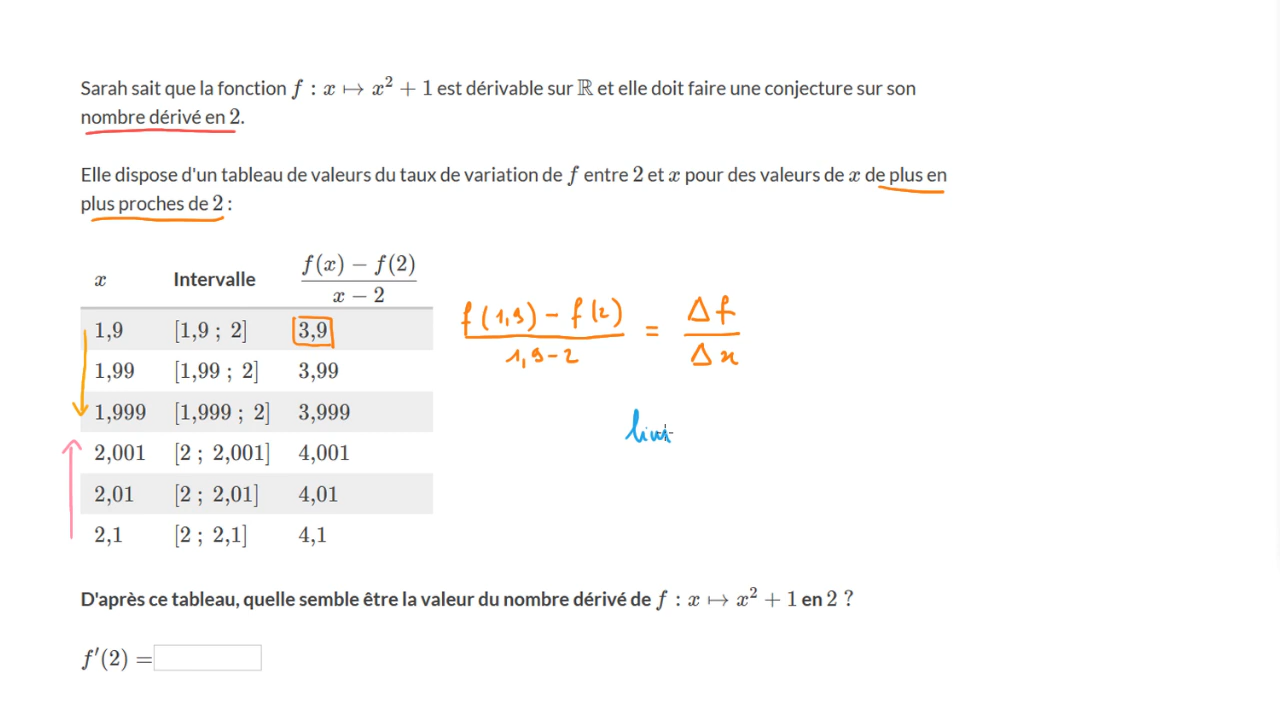 Sarah sait que la fonction f : x ↦ x² + 1 est dérivable sur ℝ et elle doit faire une conjecture sur son
nombre dérivé en 2.
Elle dispose d'un tableau de valeurs du taux de variation de f entre 2 et x pour des valeurs de x de plus en
plus proches de 2 :
x Intervalle (f(x) − f(2))/(x − 2)
1,9 [1,9 ; 2] 3,9
1,99 [1,99 ; 2] 3,99
1,999 [1,999 ; 2] 3,999
2,001 [2 ; 2,001] 4,001
2,01 [2 ; 2,01] 4,01
2,1 [2 ; 2,1] 4,1
(f(1,9) − f(2))/(1,9 − 2) = Δf/Δx
lim
D'après ce tableau, quelle semble être la valeur du nombre dérivé de f : x ↦ x² + 1 en 2 ?
f′(2) =